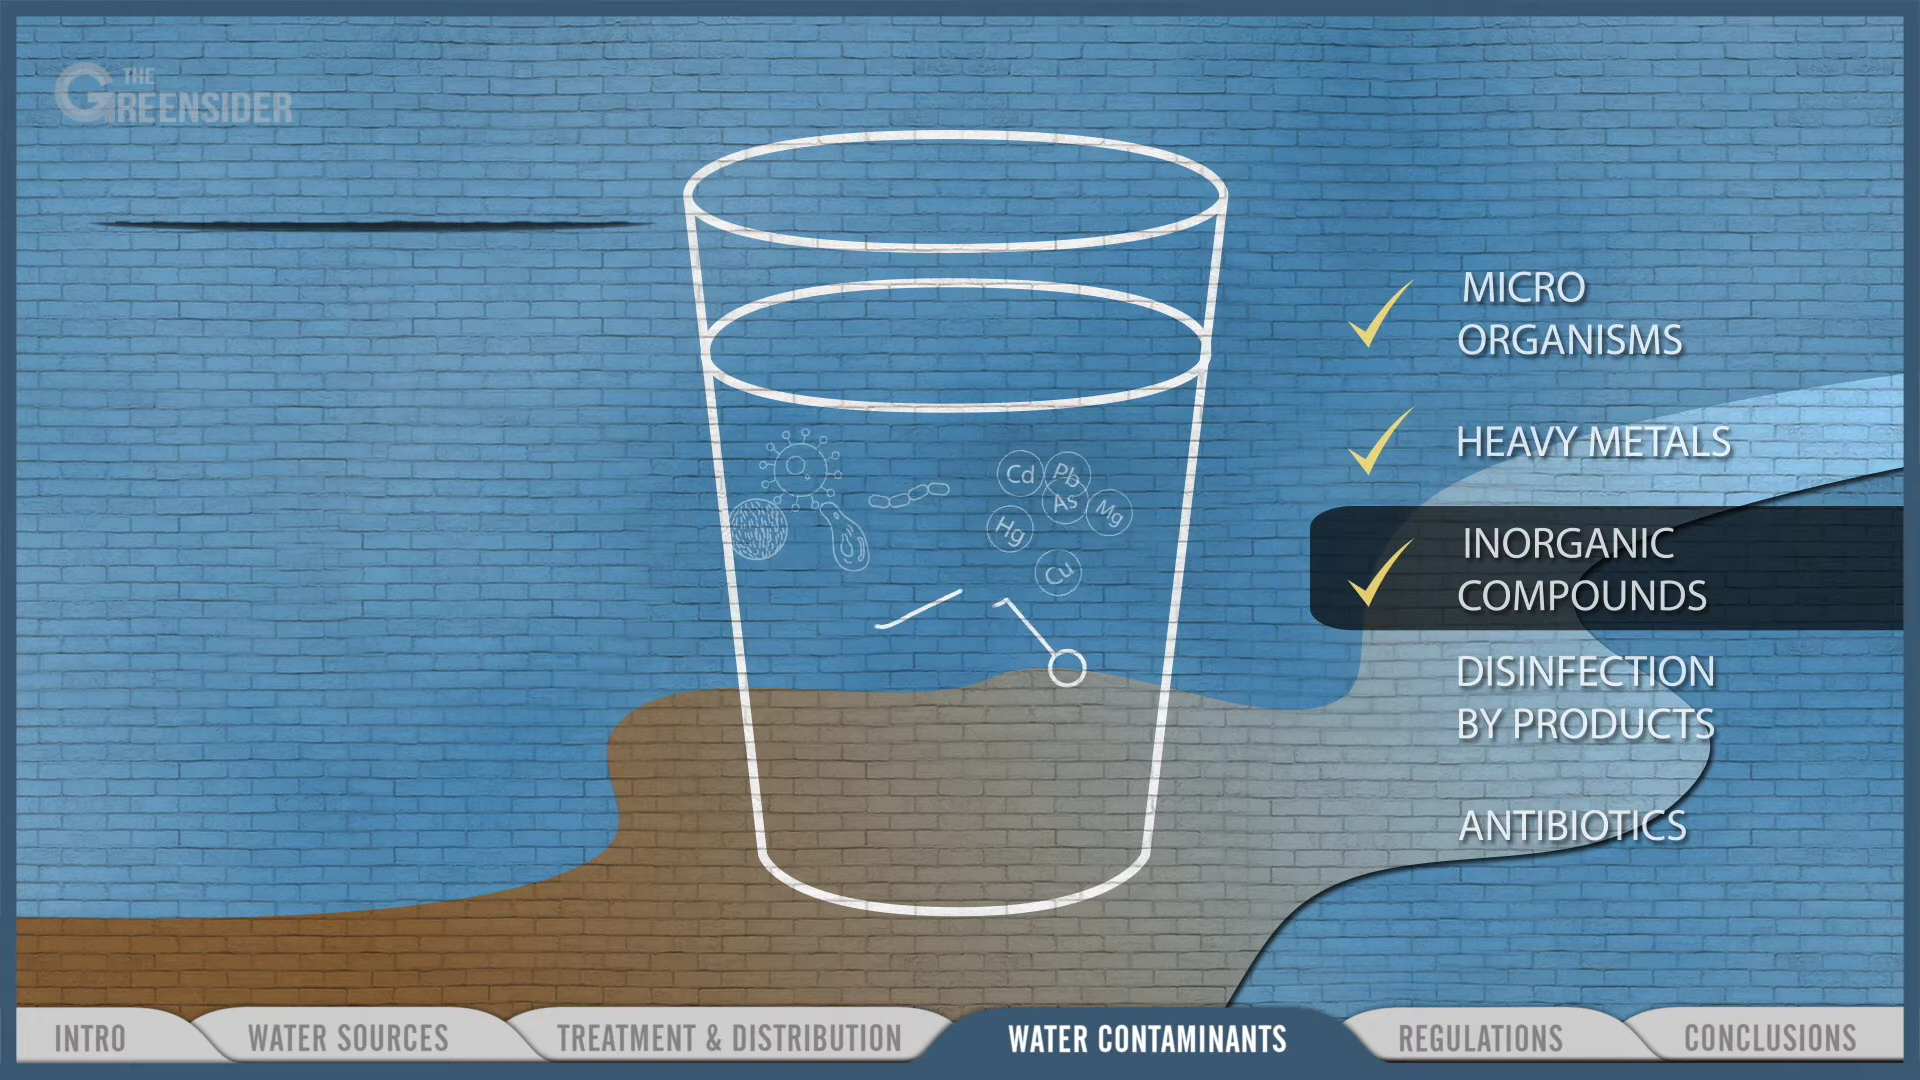 THE
GREENSIDER
MICRO
ORGANISMS
HEAVY METALS
Cd
Pb
As
Mg
Hg
Cu
INORGANIC
COMPOUNDS
DISINFECTION
BY PRODUCTS
ANTIBIOTICS
INTRO
WATER SOURCES
TREATMENT & DISTRIBUTION
WATER CONTAMINANTS
REGULATIONS
CONCLUSIONS